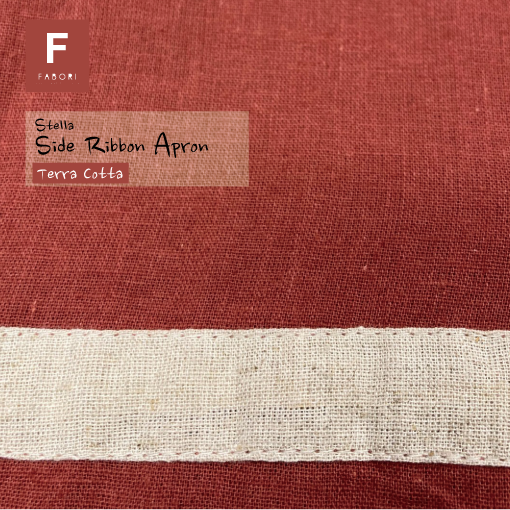 F
FABORI
Stella
Side Ribbon Apron
Terra Cotta